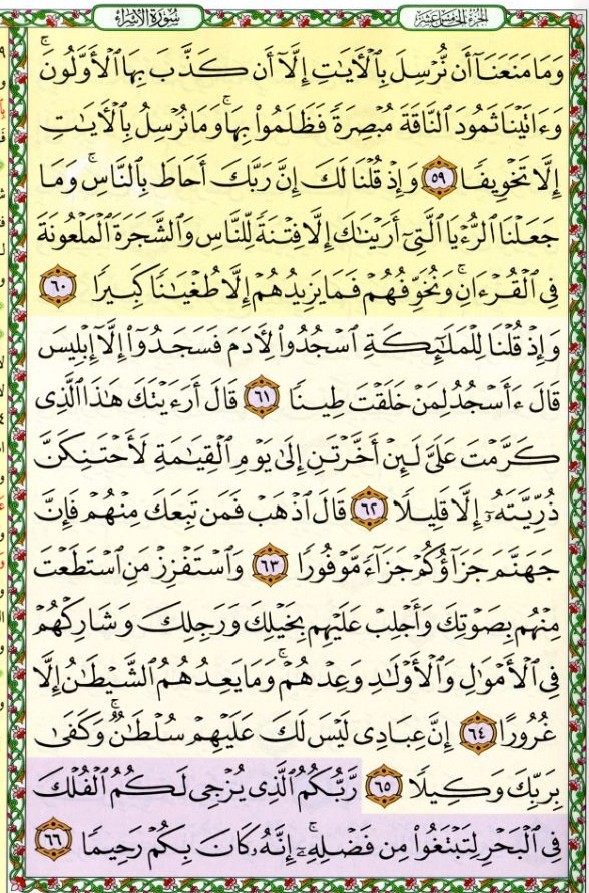 الجزء الخامس عشر سورة الإسراء
وَمَا مَنَعَنَآ أَن نُّرْسِلَ بِٱلْأَيَٰتِ إِلَّآ أَن كَذَّبَ بِهَا ٱلْأَوَّلُونَ ۚ
وَءَاتَيْنَا ثَمُودَ ٱلنَّاقَةَ مُبْصِرَةً فَظَلَمُوا۟ بِهَا ۚ وَمَا نُرْسِلُ بِٱلْأَيَٰتِ
إِلَّا تَخْوِيفًا ٥٩ وَإِذْ قُلْنَا لَكَ إِنَّ رَبَّكَ أَحَاطَ بِٱلنَّاسِ ۚ وَمَا
جَعَلْنَا ٱلرُّءْيَا ٱلَّتِىٓ أَرَيْنَٰكَ إِلَّا فِتْنَةً لِّلنَّاسِ وَٱلشَّجَرَةَ ٱلْمَلْعُونَةَ
فِى ٱلْقُرْءَانِ ۚ وَنُخَوِّفُهُمْ فَمَا يَزِيدُهُمْ إِلَّا طُغْيَٰنًا كَبِيرًا ٦٠
وَإِذْ قُلْنَا لِلْمَلَٰٓئِكَةِ ٱسْجُدُوا۟ لِأَدَمَ فَسَجَدُوٓا۟ إِلَّآ إِبْلِيسَ
قَالَ ءَأَسْجُدُ لِمَنْ خَلَقْتَ طِينًا ٦١ قَالَ أَرَءَيْتَكَ هَٰذَا ٱلَّذِى
كَرَّمْتَ عَلَىَّ لَئِنْ أَخَّرْتَنِ إِلَىٰ يَوْمِ ٱلْقِيَٰمَةِ لَأَحْتَنِكَنَّ
ذُرِّيَّتَهُۥٓ إِلَّا قَلِيلًا ٦٢ قَالَ ٱذْهَبْ فَمَن تَبِعَكَ مِنْهُمْ فَإِنَّ
جَهَنَّمَ جَزَآؤُكُمْ جَزَآءً مَّوْفُورًا ٦٣ وَٱسْتَفْزِزْ مَنِ ٱسْتَطَعْتَ
مِنْهُم بِصَوْتِكَ وَأَجْلِبْ عَلَيْهِم بِخَيْلِكَ وَرَجِلِكَ وَشَارِكْهُمْ
فِى ٱلْأَمْوَٰلِ وَٱلْأَوْلَٰدِ وَعِدْهُمْ ۚ وَمَا يَعِدُهُمُ ٱلشَّيْطَٰنُ إِلَّا
غُرُورًا ٦٤ إِنَّ عِبَادِى لَيْسَ لَكَ عَلَيْهِمْ سُلْطَٰنٌ ۚ وَكَفَىٰ
بِرَبِّكَ وَكِيلًا ٦٥ رَّبُّكُمُ ٱلَّذِى يُزْجِى لَكُمُ ٱلْفُلْكَ
فِى ٱلْبَحْرِ لِتَبْتَغُوا۟ مِن فَضْلِهِۦٓ ۚ إِنَّهُۥ كَانَ بِكُمْ رَحِيمًا ٦٦